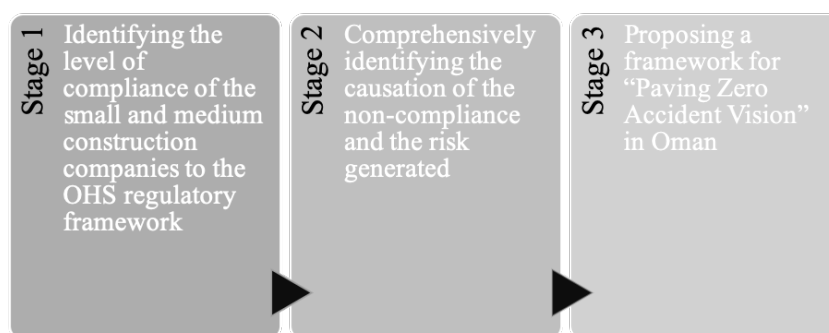 Stage 1
Identifying the
level of
compliance of the
small and medium
construction
companies to the
OHS regulatory
framework
Stage 2
Comprehensively
identifying the
causation of the
non-compliance
and the risk
generated
Stage 3
Proposing a
framework for
“Paving Zero
Accident Vision”
in Oman